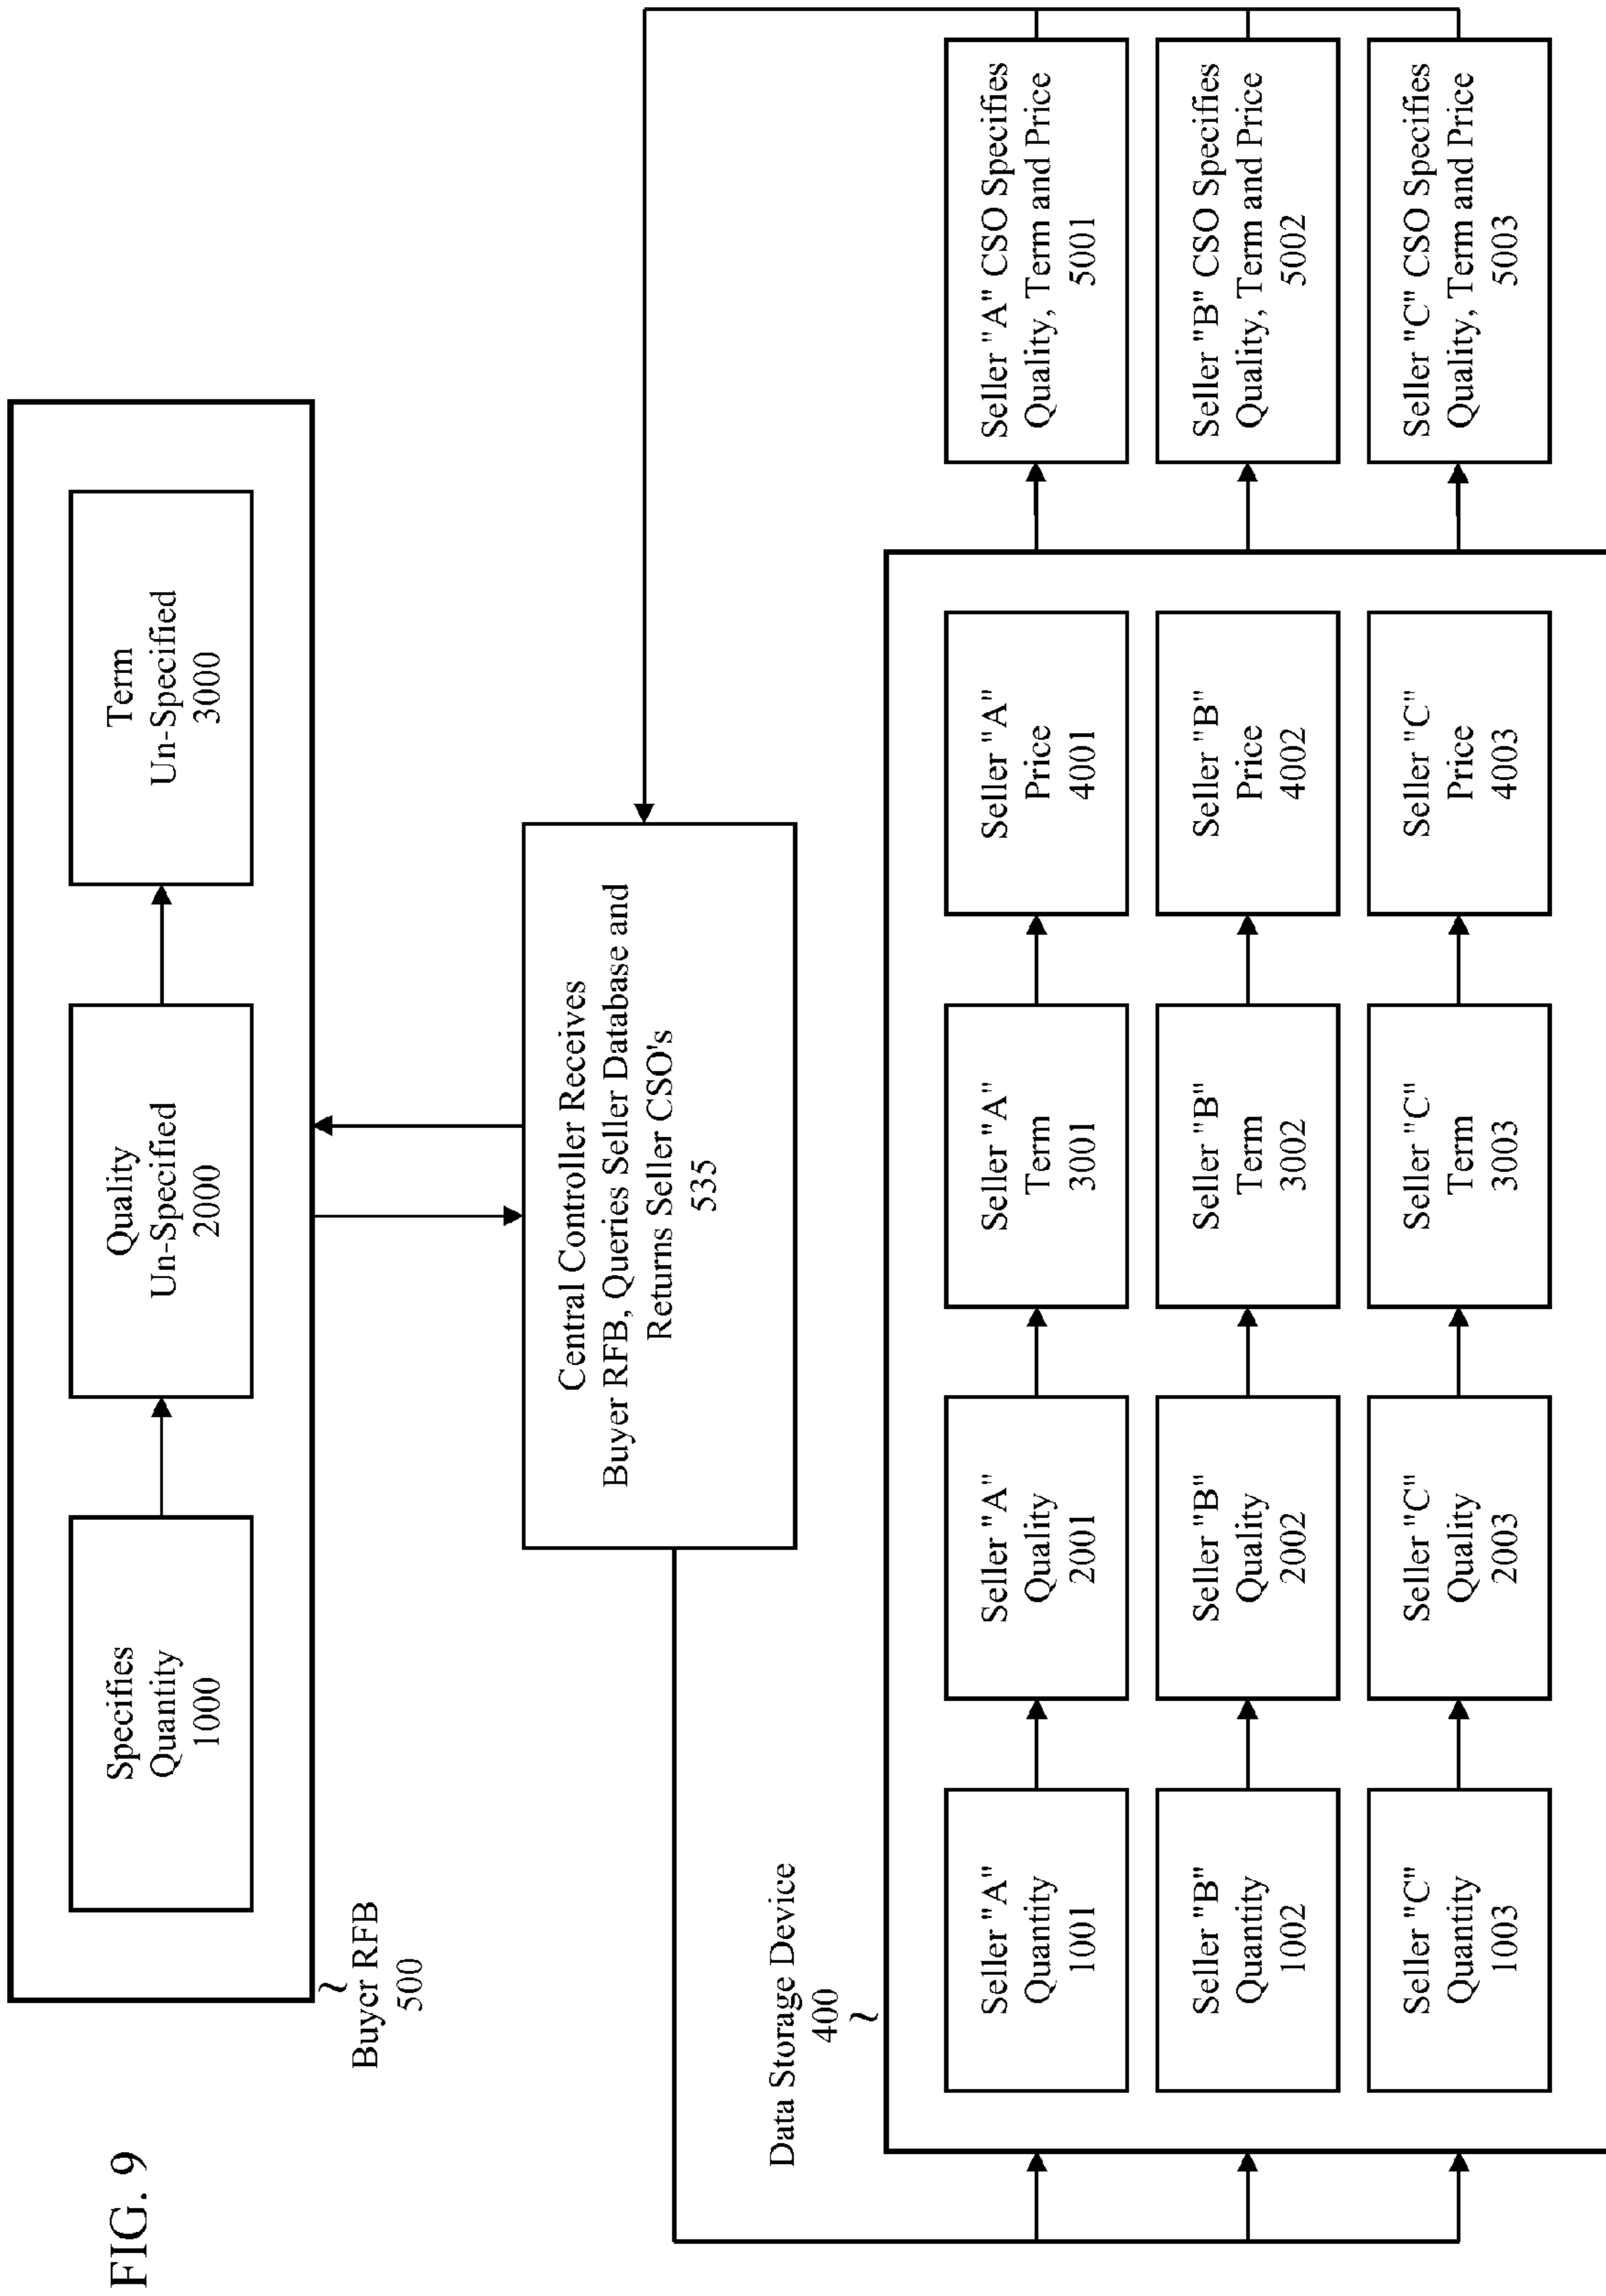 FIG. 9
Specifies
Quantity
1000
Quality
Un-Specified
2000
Term
Un-Specified
3000
Buyer RFB
500
Central Controller Receives
Buyer RFB, Queries Seller Database and
Returns Seller CSO's
535
Data Storage Device
400
Seller "A"
Quantity
1001
Seller "A"
Quality
2001
Seller "A"
Term
3001
Seller "A"
Price
4001
Seller "A" CSO Specifies
Quality, Term and Price
5001
Seller "B"
Quantity
1002
Seller "B"
Quality
2002
Seller "B"
Term
3002
Seller "B"
Price
4002
Seller "B" CSO Specifies
Quality, Term and Price
5002
Seller "C"
Quantity
1003
Seller "C"
Quality
2003
Seller "C"
Term
3003
Seller "C"
Price
4003
Seller "C" CSO Specifies
Quality, Term and Price
5003